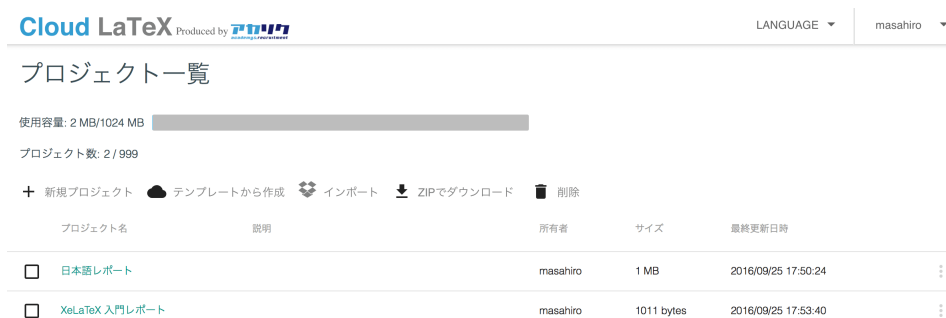 Cloud LaTeX Produced by アカリク LANGUAGE masahiro
acaddemeia recruitment
プロジェクト一覧
使用容量: 2 MB/1024 MB
プロジェクト数: 2 / 999
新規プロジェクト テンプレートから作成 インポート ZIPでダウンロード 削除
プロジェクト名 説明 所有者 サイズ 最終更新日時
日本語レポート masahiro 1 MB 2016/09/25 17:50:24
XeLaTeX 入門レポート masahiro 1011 bytes 2016/09/25 17:53:40